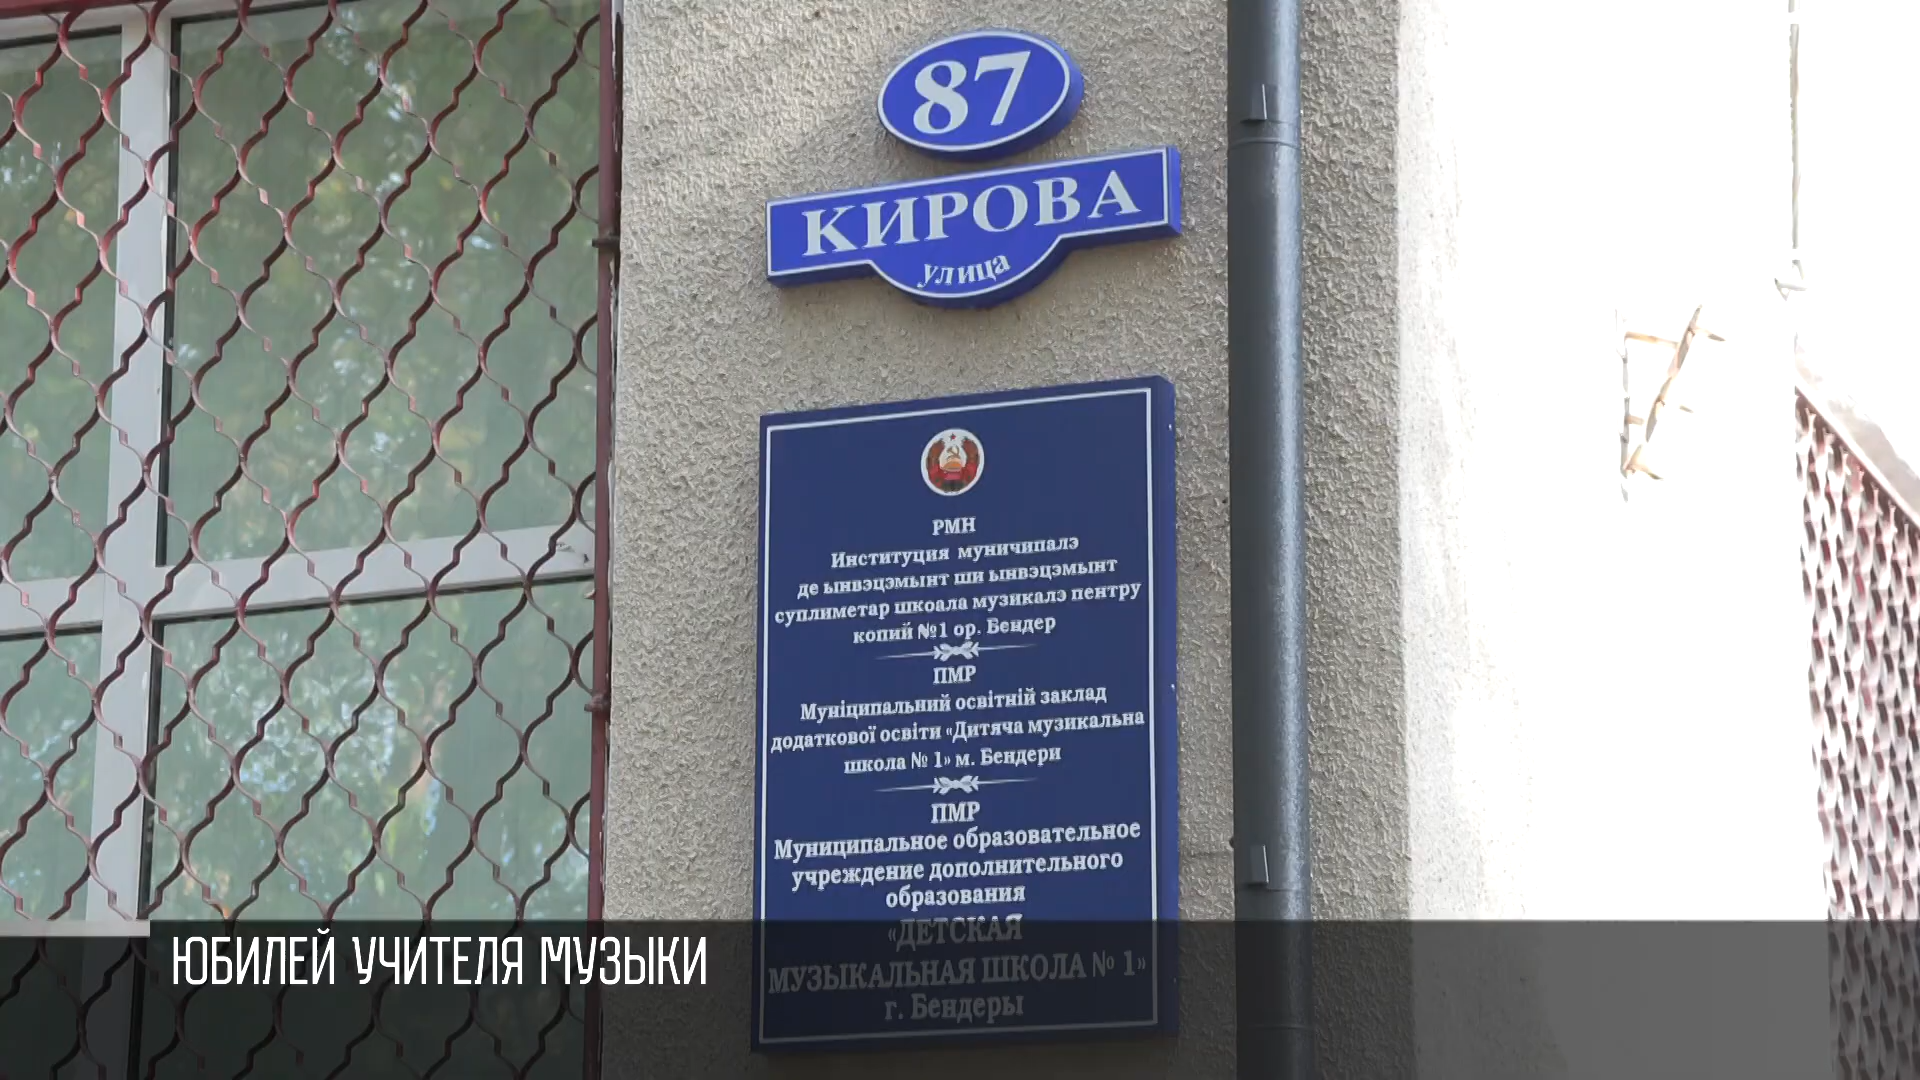 87
КИРОВА
улица
РМН
Институция муничипалэ
де ынвэцэмынт ши ынвэцэмынт
суплиметар школа музикалэ пентру
копий №1 ор. Бендер
ПМР
Муніципальний освітній заклад
додаткової освіти «Дитяча музикальна
школа № 1» м. Бендери
ПМР
Муниципальное образовательное
учреждение дополнительного
образования
«ДЕТСКАЯ
МУЗЫКАЛЬНАЯ ШКОЛА № 1»
г. Бендеры
ЮБИЛЕЙ УЧИТЕЛЯ МУЗЫКИ